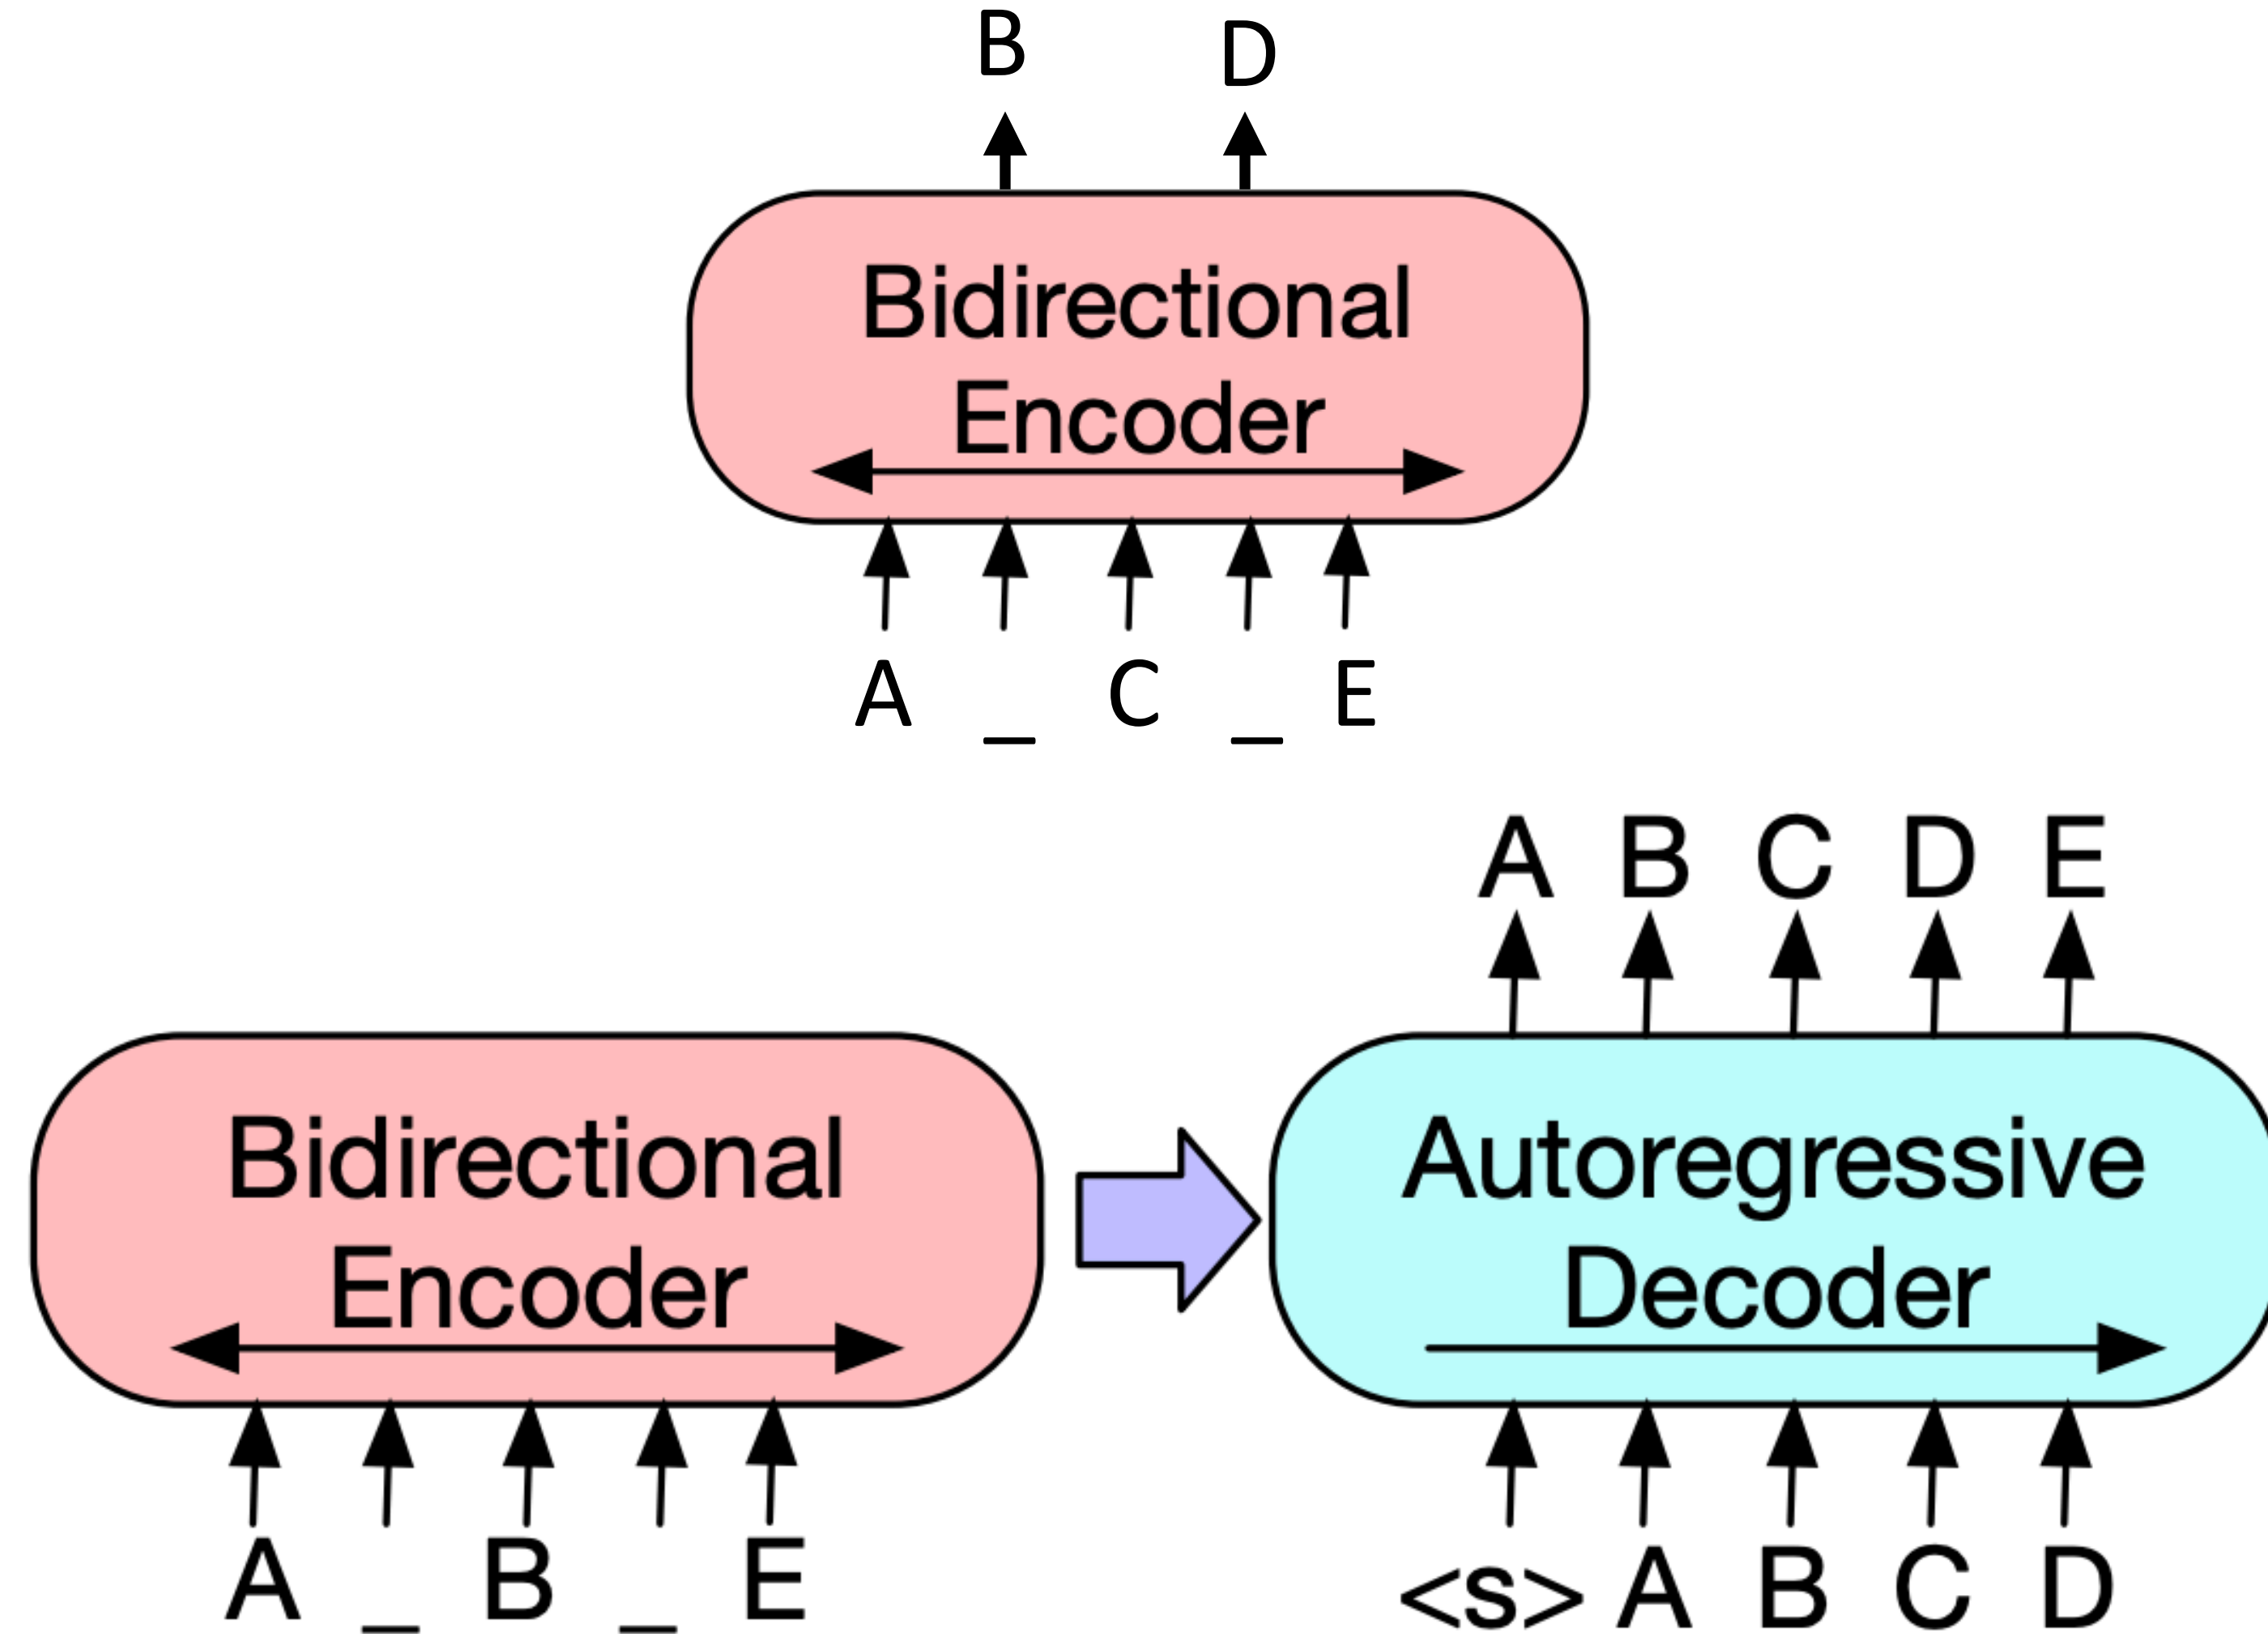 B D
Bidirectional
Encoder
A _ C _ E
A B C D E
Bidirectional
Encoder
Autoregressive
Decoder
A _ B _ E
<s> A B C D